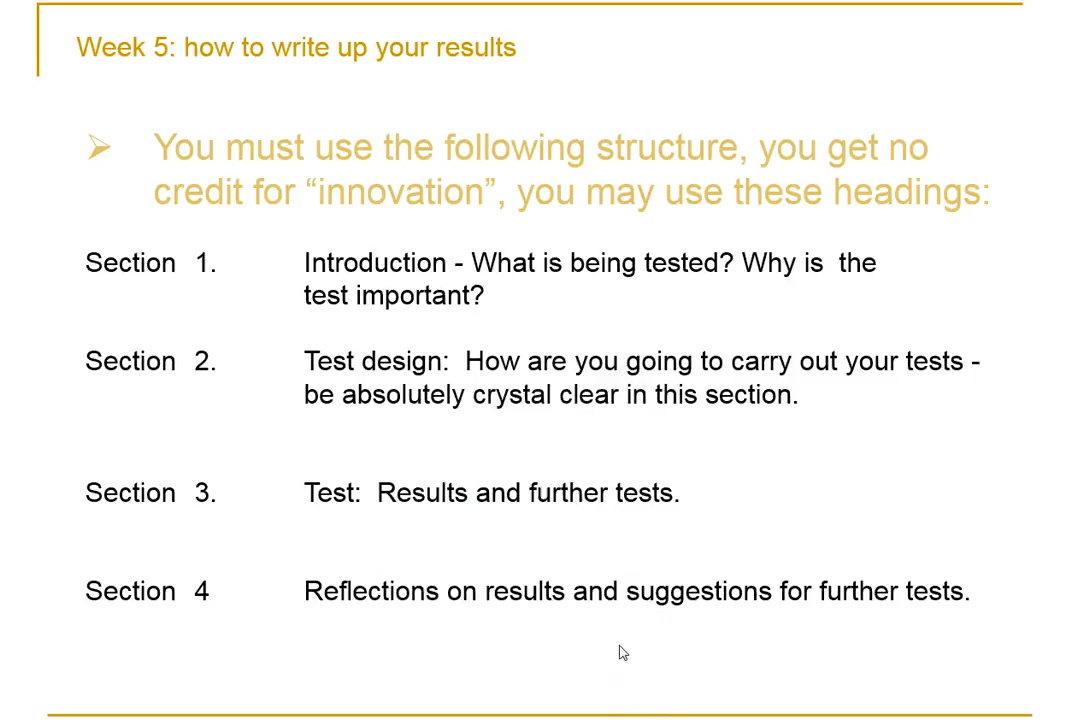 Week 5: how to write up your results
You must use the following structure, you get no
credit for “innovation”, you may use these headings:
Section 1. Introduction - What is being tested? Why is the
test important?
Section 2. Test design: How are you going to carry out your tests -
be absolutely crystal clear in this section.
Section 3. Test: Results and further tests.
Section 4 Reflections on results and suggestions for further tests.